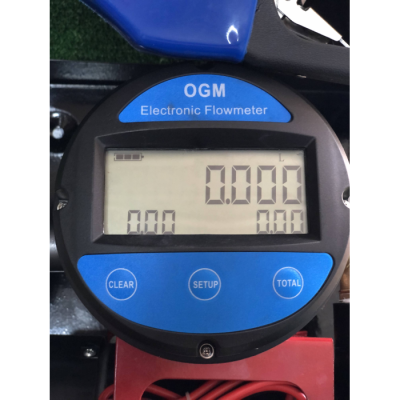 OGM
Electronic Flowmeter
L
0.000
0.00 0.00
CLEAR SETUP TOTAL